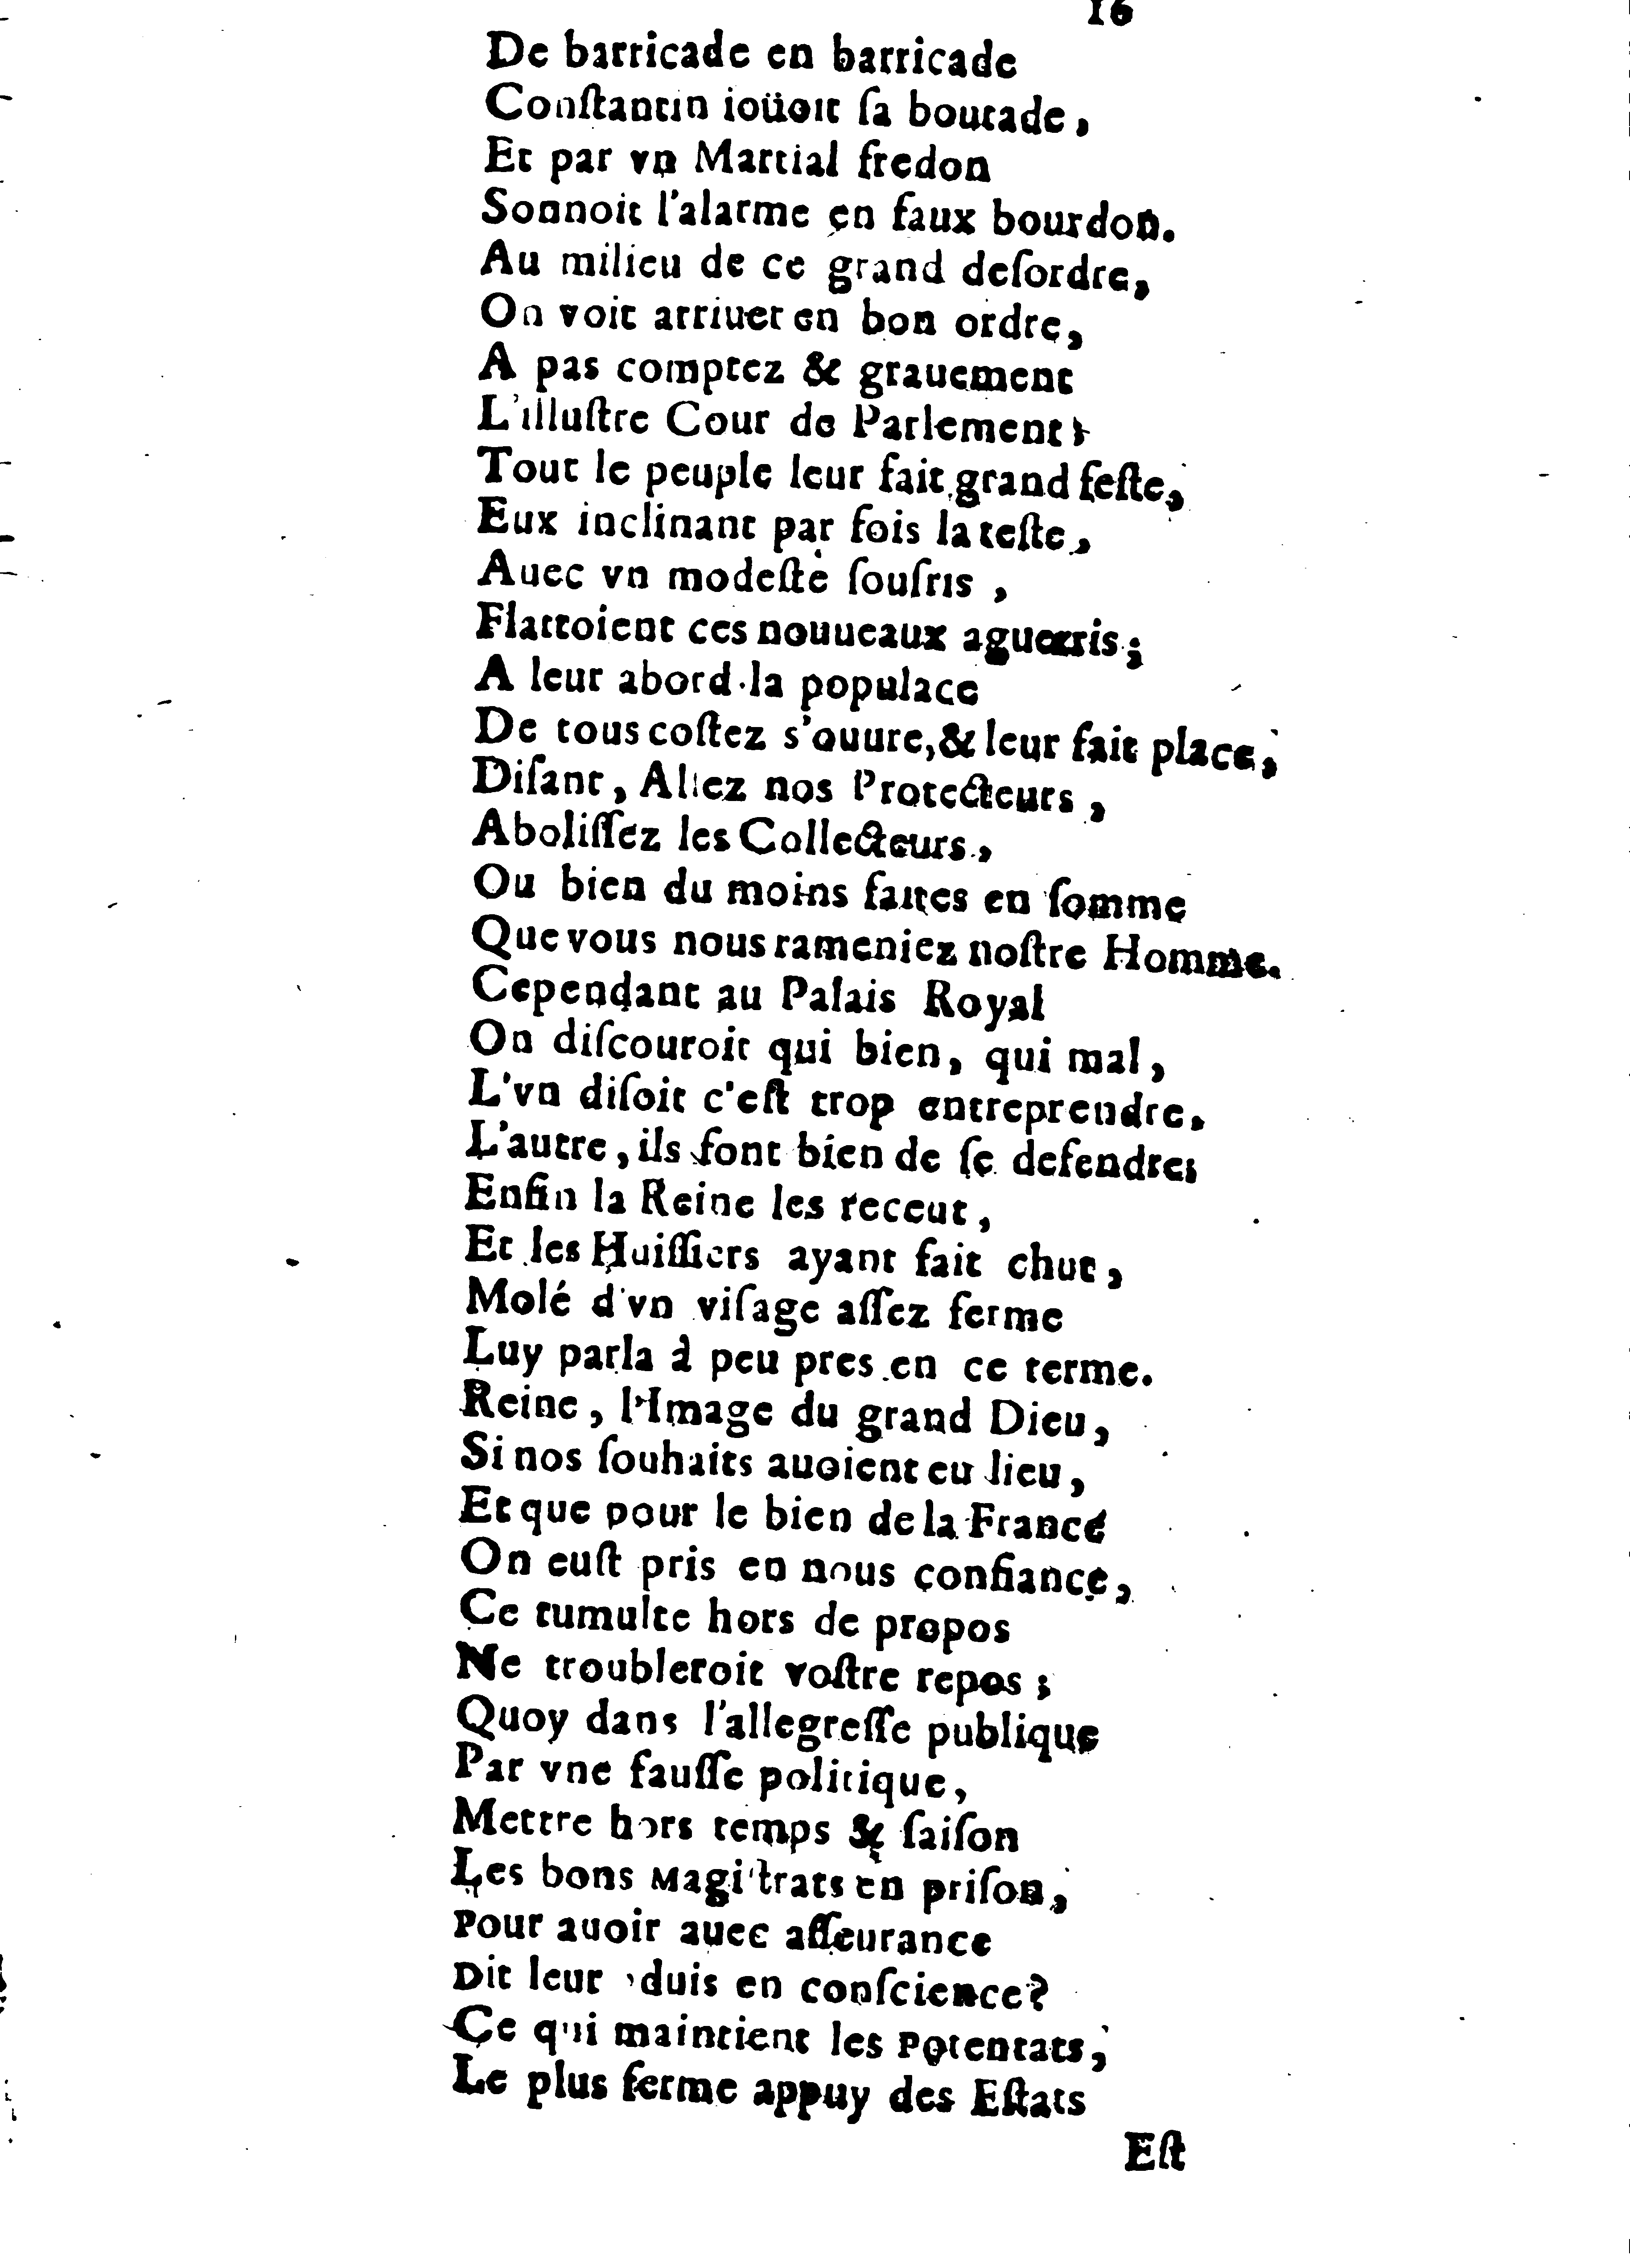 16
De barricade en barricade
Conſtantin ioüoit ſa boutade,
Et par vn Martial fredon
Sonnoit l'alarme en faux bourdon.
Au milieu de ce grand deſordre,
On voit arriuer en bon ordre,
A pas comptez & grauement
L'illuſtre Cour de Parlement;
Tout le peuple leur fait grand feſte,
Eux inclinant par fois la teſte,
Auec vn modeſte ſouſris,
Flattoient ces nouueaux aguerris;
A leur abord la populace
De tous coſtez s'ouure, & leur fait place,
Diſant, Allez nos Protecteurs,
Aboliſſez les Collecteurs,
Ou bien du moins faites en ſomme
Que vous nous rameniez noſtre Homme.
Cependant au Palais Royal
On diſcouroit qui bien, qui mal,
L'vn diſoit c'eſt trop entreprendre,
L'autre, ils font bien de ſe defendre;
Enfin la Reine les receut,
Et les Huiſſiers ayant fait chut,
Molé d'vn viſage aſſez ferme
Luy parla à peu pres en ce terme.
Reine, l'Image du grand Dieu,
Si nos ſouhaits auoient eu lieu,
Et que pour le bien de la France
On euſt pris en nous confiance,
Ce tumulte hors de propos
Ne troubleroit voſtre repos;
Quoy dans l'allegreſſe publique
Par vne fauſſe politique,
Mettre hors temps & ſaiſon
Les bons Magiſtrats en priſon,
Pour auoir auec aſſeurance
Dit leur duis en conſcience?
Ce qui maintient les Potentats,
Le plus ferme appuy des Eſtats
Eſt